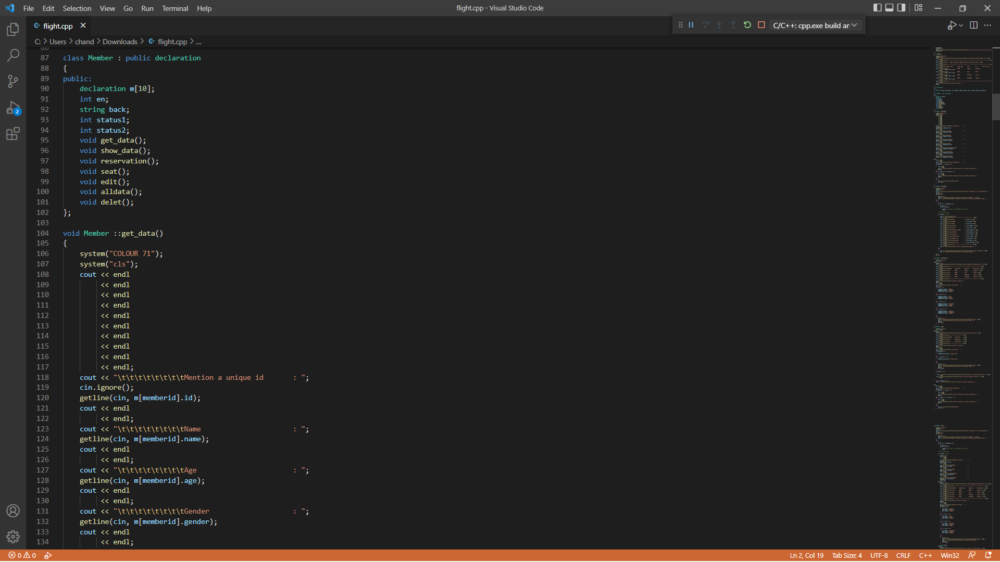 File Edit Selection View Go Run Terminal Help
flight.cpp - Visual Studio Code
flight.cpp
C/C++: cpp.exe build ar
C: > Users > chand > Downloads > flight.cpp > ...
86
87 class Member : public declaration
88 {
89 public:
90     declaration m[10];
91     int en;
92     string back;
93     int status1;
94     int status2;
95     void get_data();
96     void show_data();
97     void reservation();
98     void seat();
99     void edit();
100     void alldata();
101     void delet();
102 };
103
104 void Member ::get_data()
105 {
106     system("COLOUR 71");
107     system("cls");
108     cout << endl
109          << endl
110          << endl
111          << endl
112          << endl
113          << endl
114          << endl
115          << endl
116          << endl
117          << endl;
118     cout << "\t\t\t\t\t\t\t\tMention a unique id       : ";
119     cin.ignore();
120     getline(cin, m[memberid].id);
121     cout << endl
122          << endl;
123     cout << "\t\t\t\t\t\t\t\tName                      : ";
124     getline(cin, m[memberid].name);
125     cout << endl
126          << endl;
127     cout << "\t\t\t\t\t\t\t\tAge                       : ";
128     getline(cin, m[memberid].age);
129     cout << endl
130          << endl;
131     cout << "\t\t\t\t\t\t\t\tGender                    : ";
132     getline(cin, m[memberid].gender);
133     cout << endl
134          << endl;
2
0 0
Ln 2, Col 19 Tab Size: 4 UTF-8 CRLF C++ Win32